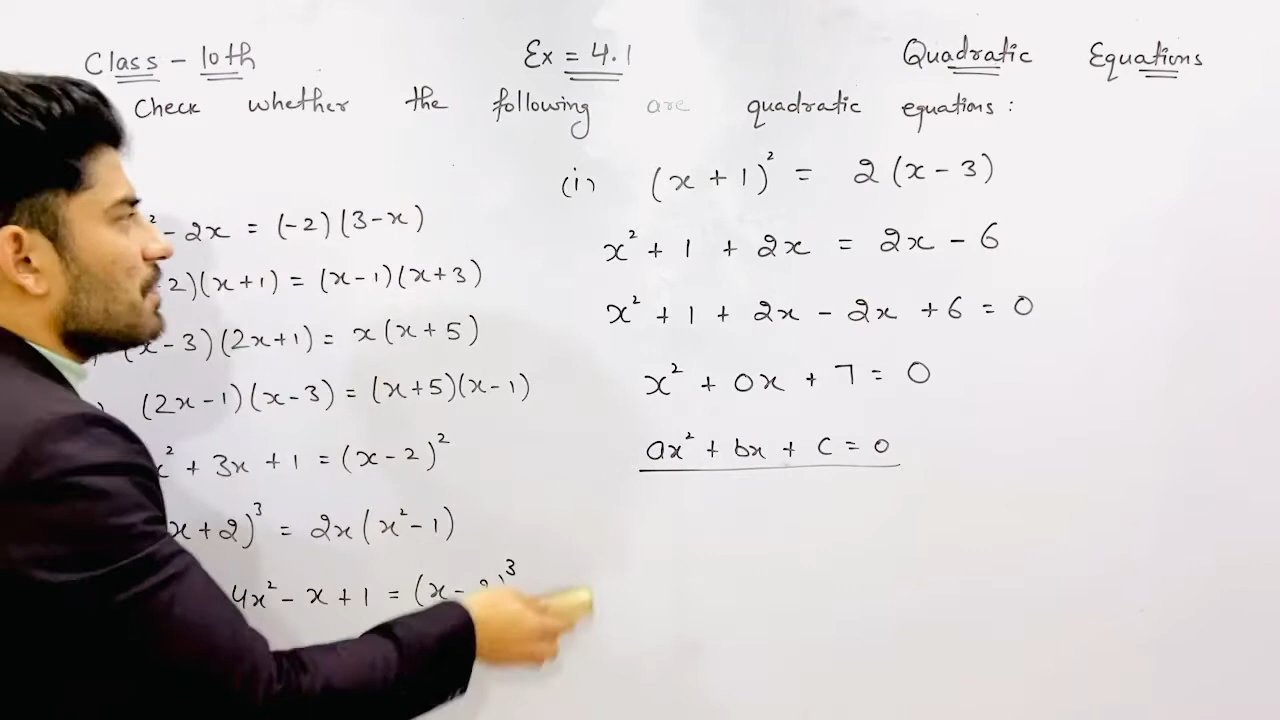 Class - 10th Ex = 4.1 Quadratic Equations
Check whether the following are quadratic equations :
(i) (x + 1)² = 2 (x - 3)
² - 2x = (-2) (3 - x)
x² + 1 + 2x = 2x - 6
2)(x + 1) = (x - 1)(x + 3)
x² + 1 + 2x - 2x + 6 = 0
(x - 3)(2x + 1) = x (x + 5)
x² + 0x + 7 = 0
(2x - 1)(x - 3) = (x + 5)(x - 1)
ax² + bx + c = 0
x² + 3x + 1 = (x - 2)²
x + 2)³ = 2x (x² - 1)
4x² - x + 1 = (x - )³